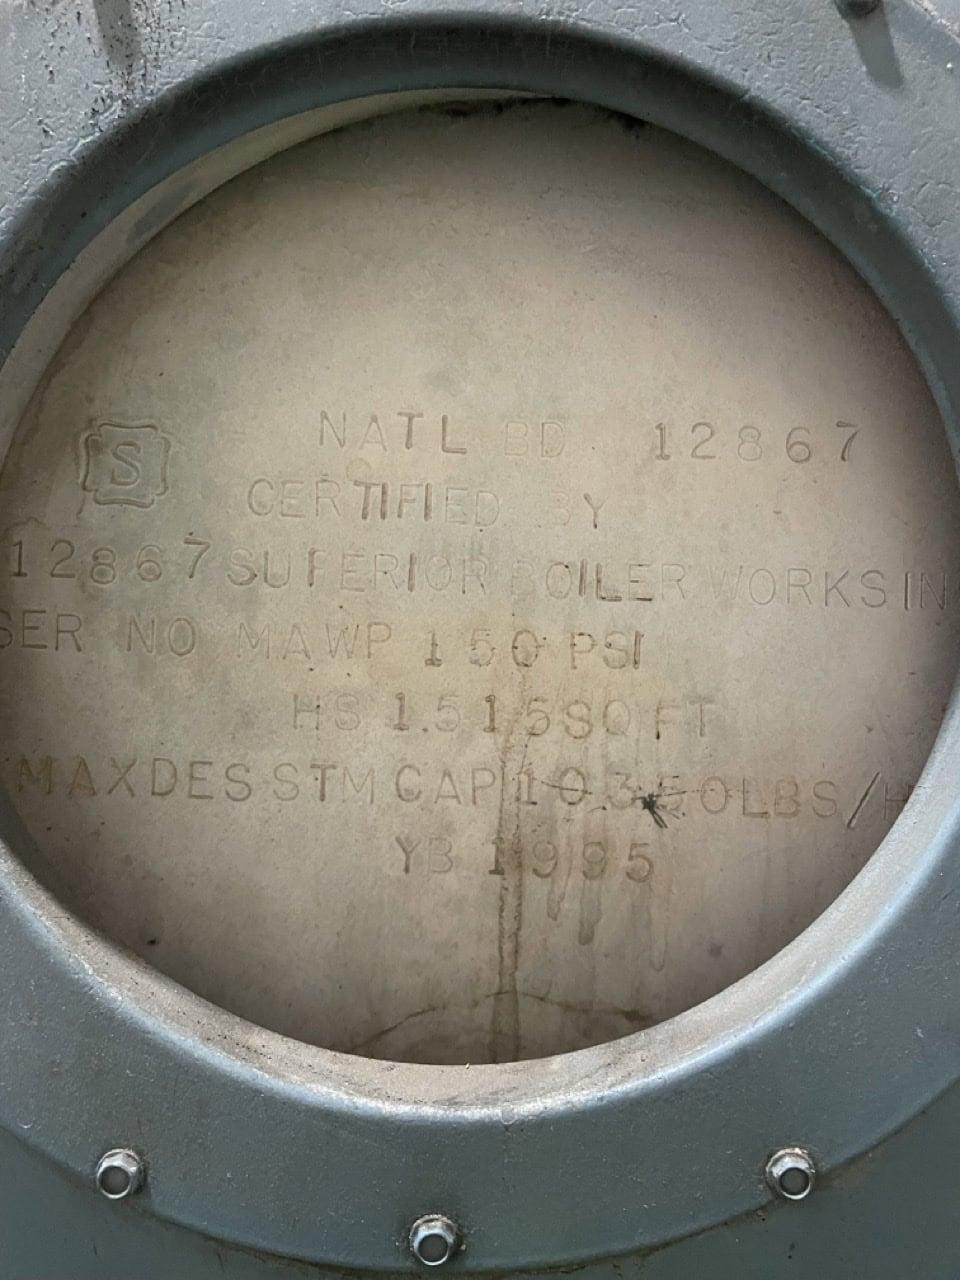 S NATL BD 12867
CERTIFIED BY
12867 SUPERIOR BOILER WORKS IN
SER NO MAWP 150 PSI
HS 1515 SQ FT
MAX DES STM CAP 10350 LBS/H
YB 1995